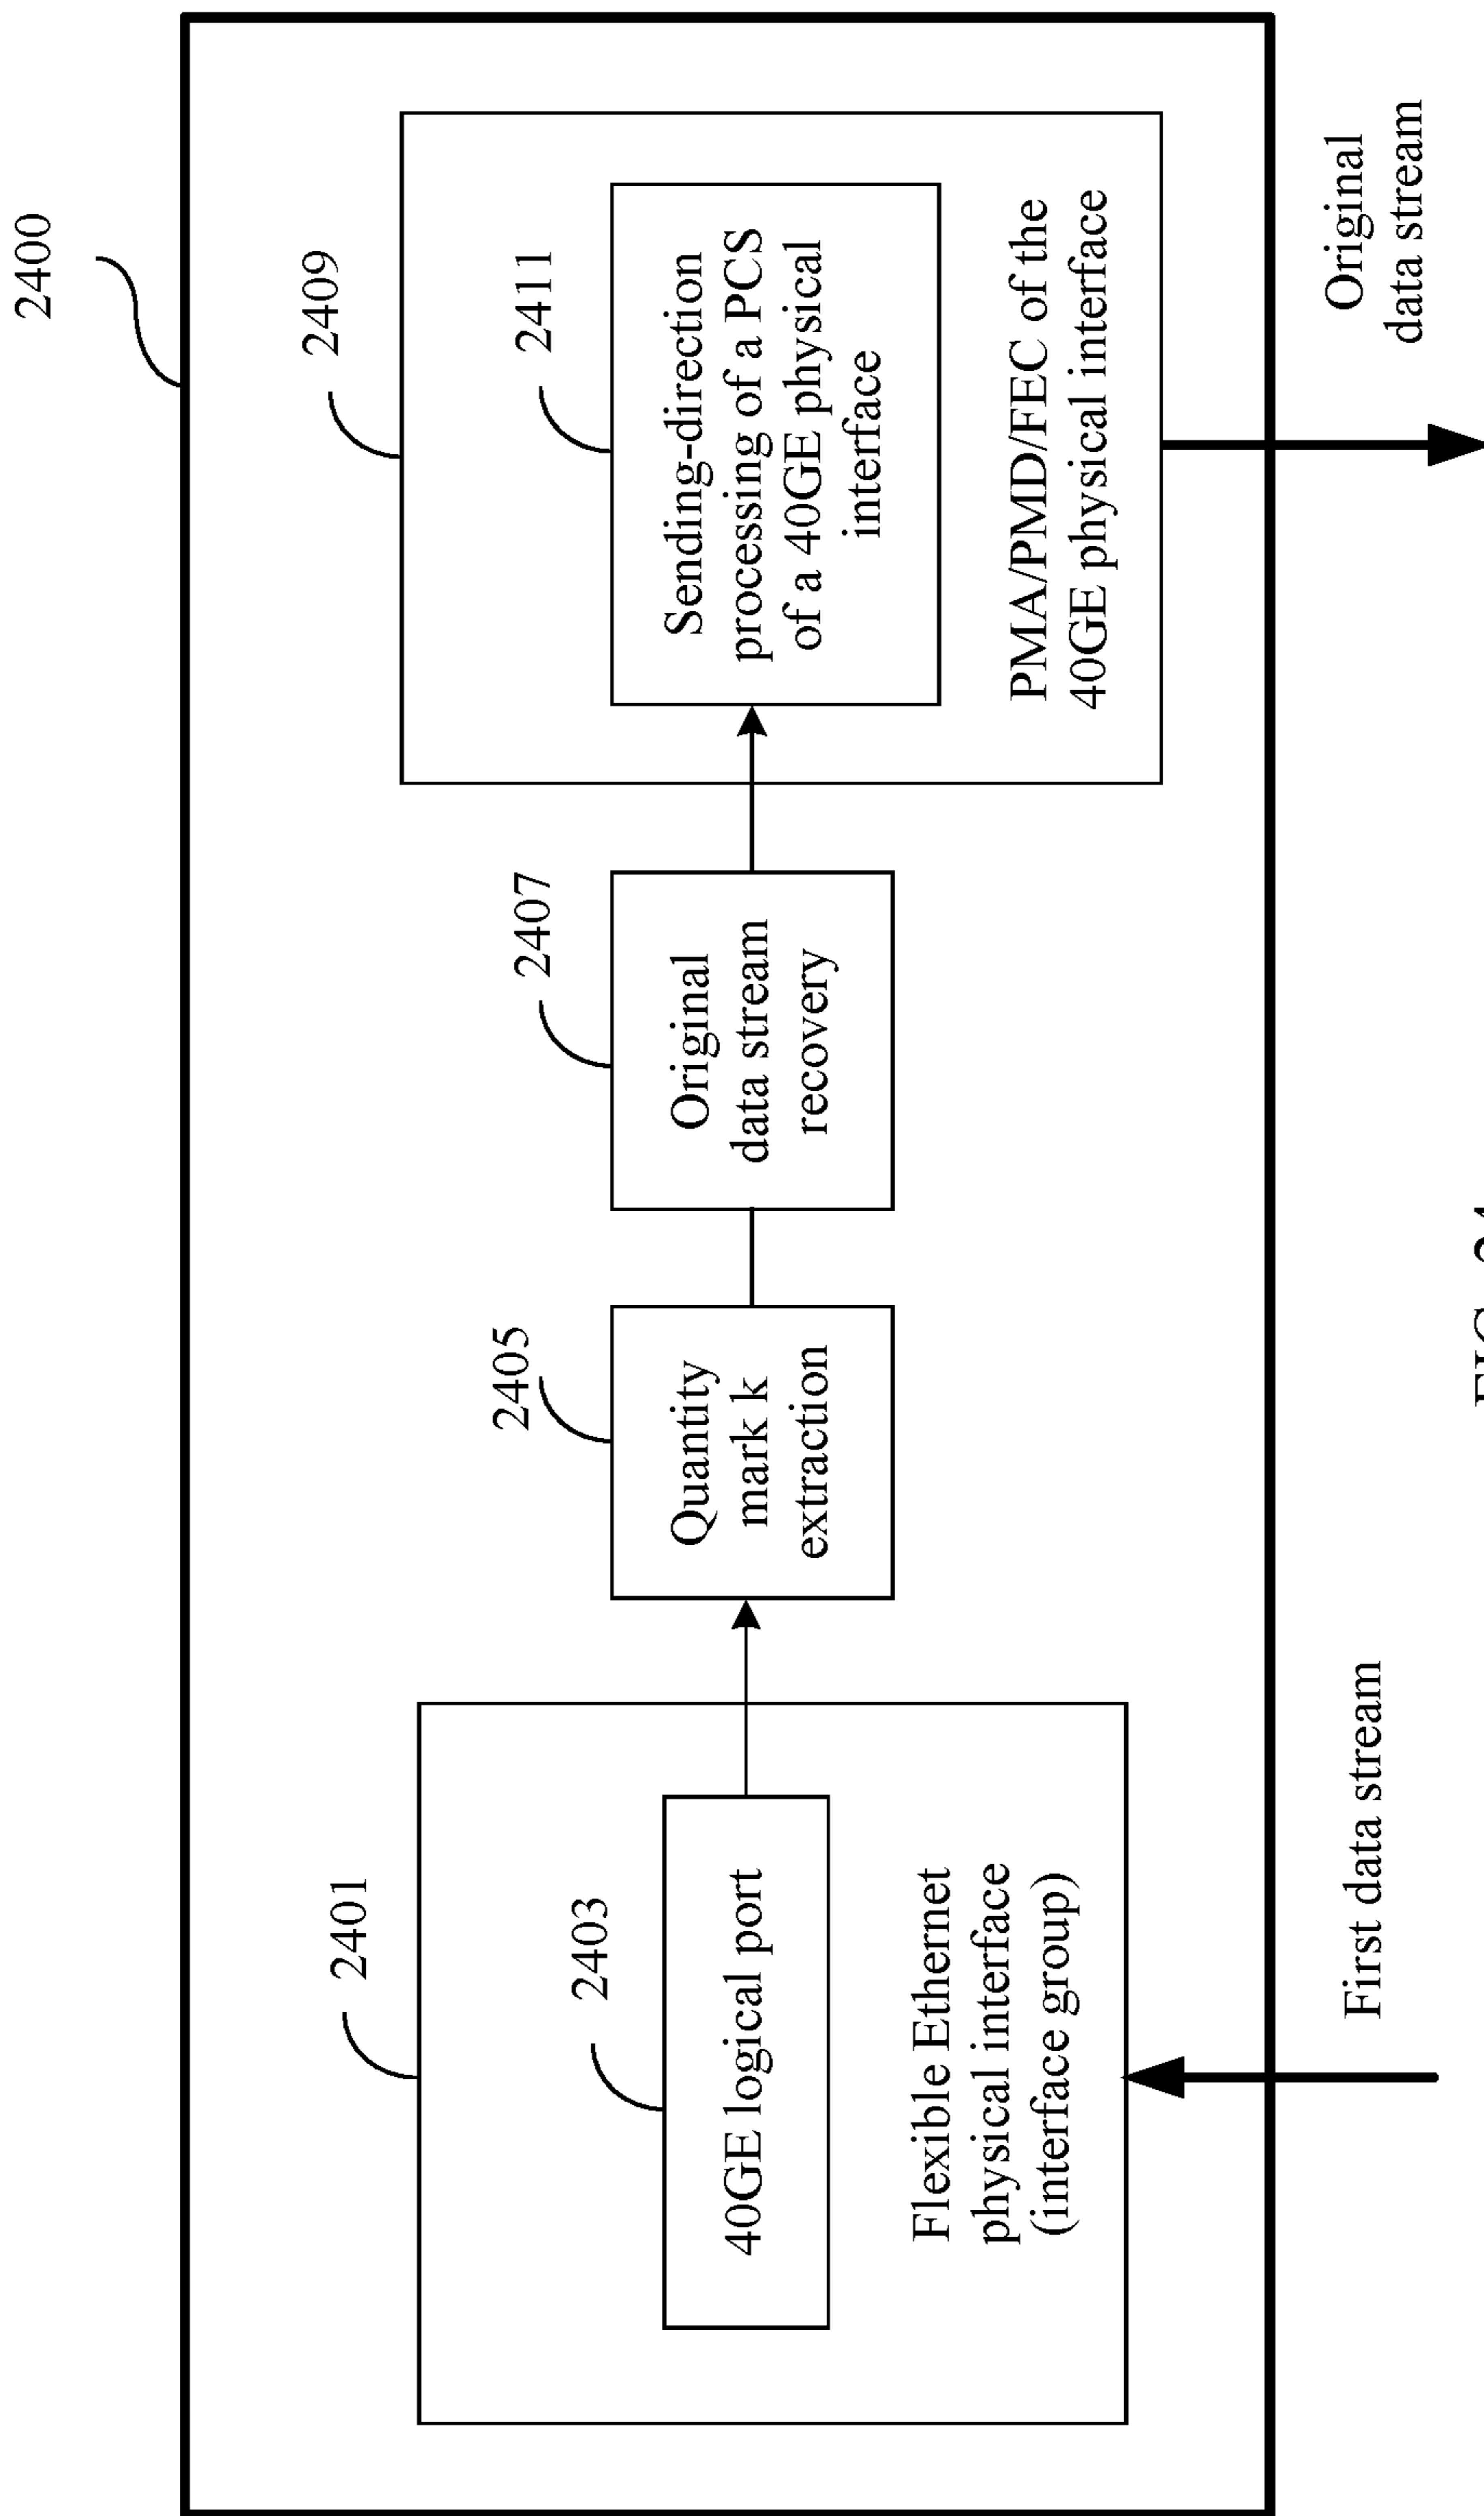 2400
2401
2403
40GE logical port
Flexible Ethernet
physical interface
(interface group)
2405
Quantity
mark k
extraction
2407
Original
data stream
recovery
2409
2411
Sending-direction
processing of a PCS
of a 40GE physical
interface
PMA/PMD/FEC of the
40GE physical interface
First data stream
Original
data stream